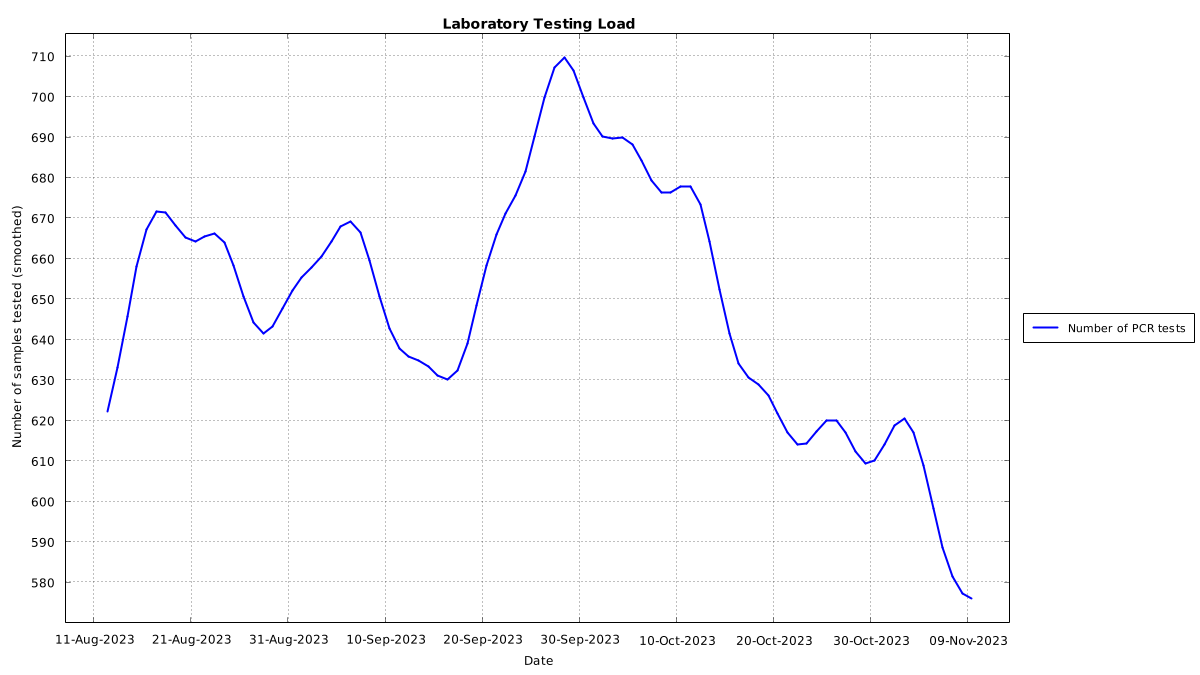 Laboratory Testing Load
Number of samples tested (smoothed)
710
700
690
680
670
660
650
640
630
620
610
600
590
580
11-Aug-2023 21-Aug-2023 31-Aug-2023 10-Sep-2023 20-Sep-2023 30-Sep-2023 10-Oct-2023 20-Oct-2023 30-Oct-2023 09-Nov-2023
Date
Number of PCR tests